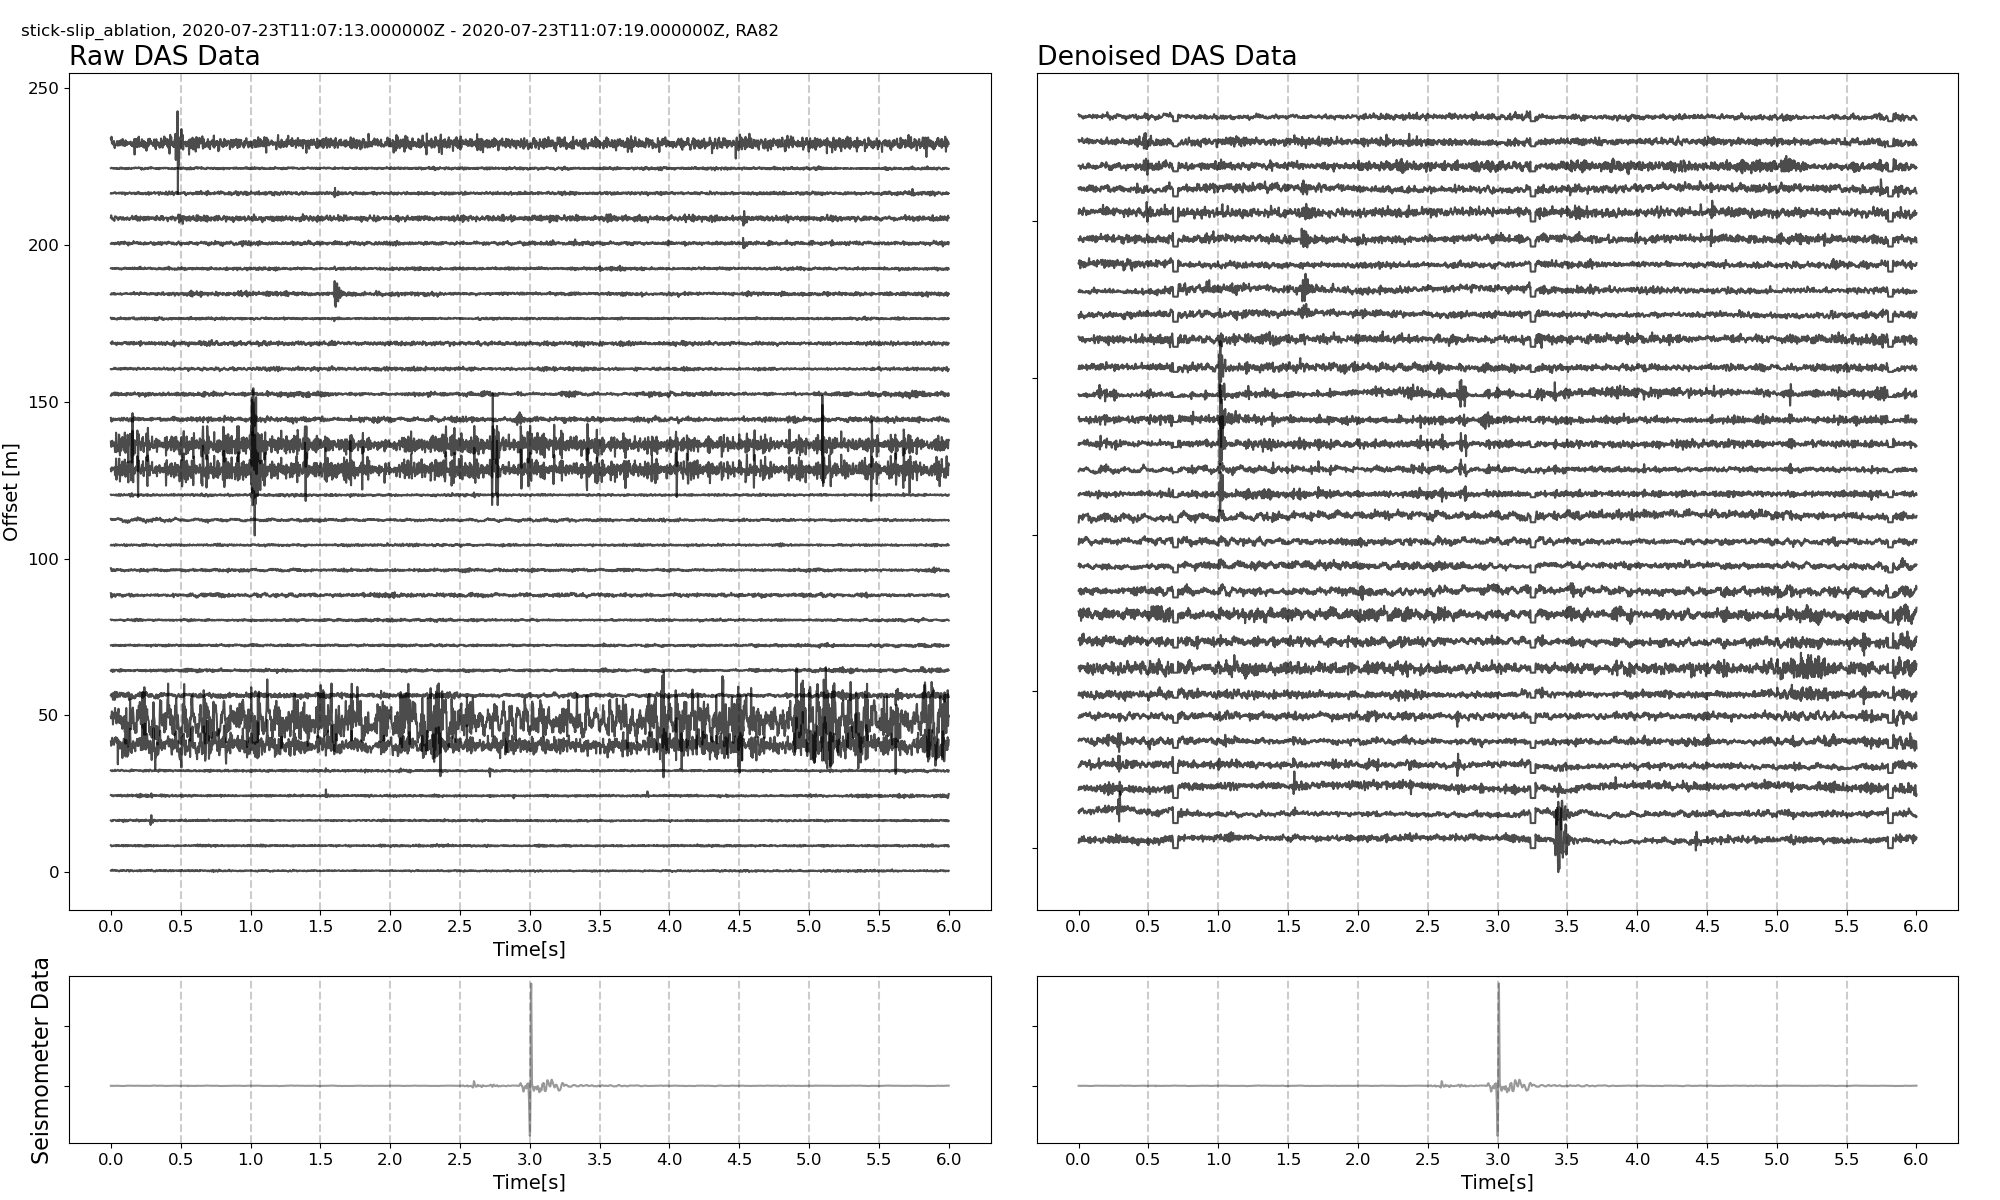 stick-slip_ablation, 2020-07-23T11:07:13.000000Z - 2020-07-23T11:07:19.000000Z, RA82
Raw DAS Data
Denoised DAS Data
250
200
150
100
50
0
Offset [m]
0.0 0.5 1.0 1.5 2.0 2.5 3.0 3.5 4.0 4.5 5.0 5.5 6.0
Time[s]
0.0 0.5 1.0 1.5 2.0 2.5 3.0 3.5 4.0 4.5 5.0 5.5 6.0
Seismometer Data
0.0 0.5 1.0 1.5 2.0 2.5 3.0 3.5 4.0 4.5 5.0 5.5 6.0
Time[s]
0.0 0.5 1.0 1.5 2.0 2.5 3.0 3.5 4.0 4.5 5.0 5.5 6.0
Time[s]